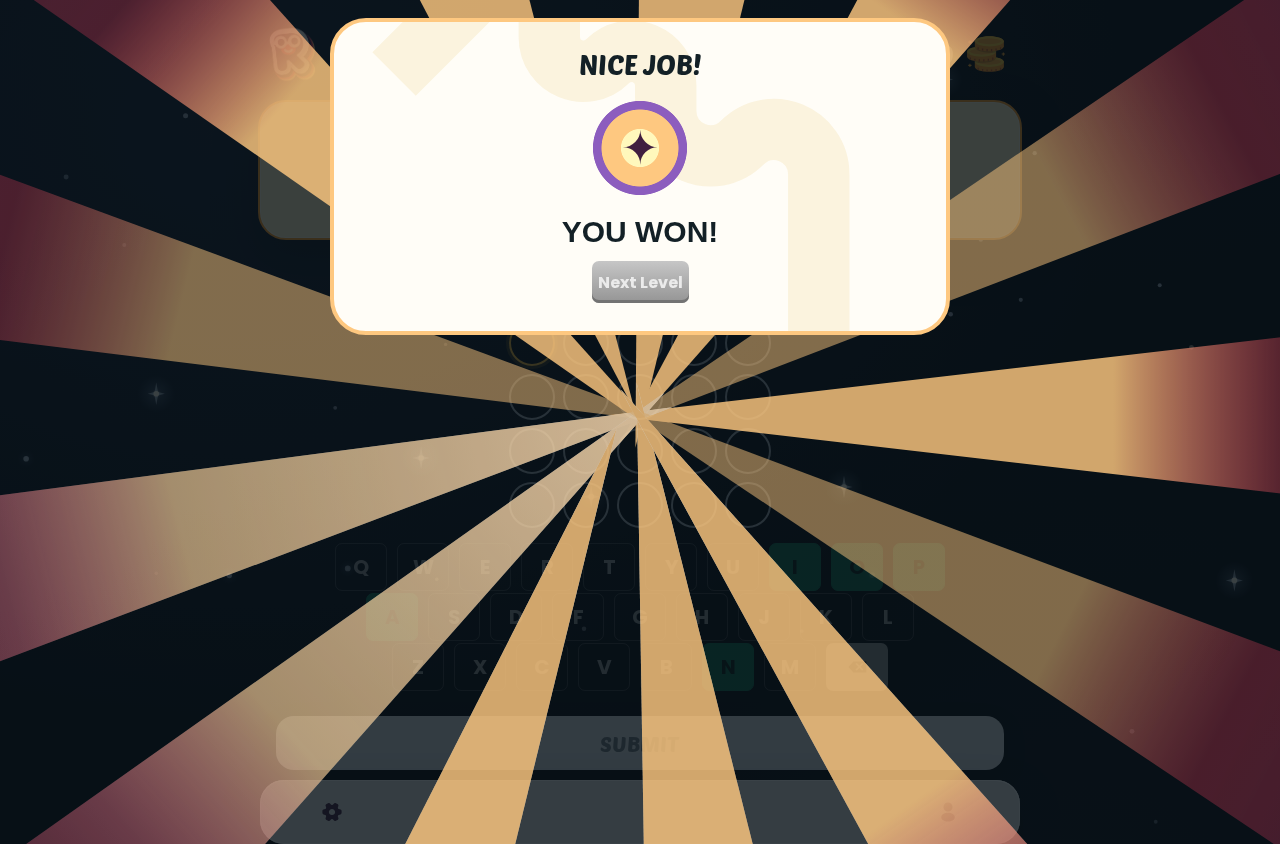 NICE JOB!
YOU WON!
Next Level
Q W E R T Y U I O P
A S D F G H J K L
Z X C V B N M
SUBMIT